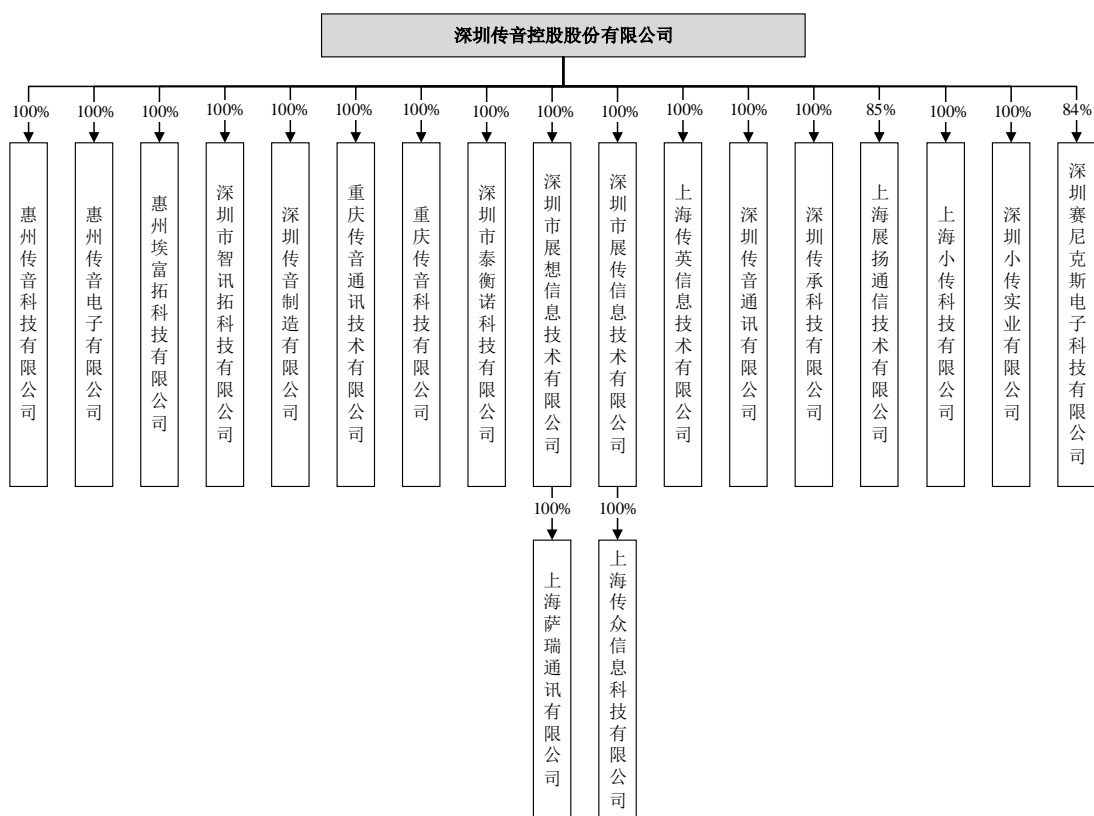 深圳传音控股股份有限公司
100%
100%
100%
100%
100%
100%
100%
100%
100%
100%
100%
100%
100%
85%
100%
100%
84%
惠州传音科技有限公司
惠州传音电子有限公司
惠州埃富拓科技有限公司
深圳市智讯拓科技有限公司
深圳传音制造有限公司
重庆传音通讯技术有限公司
重庆传音科技有限公司
深圳市泰衡诺科技有限公司
深圳市展想信息技术有限公司
深圳市展传信息技术有限公司
上海传英信息技术有限公司
深圳传音通讯有限公司
深圳传承科技有限公司
上海展扬通信技术有限公司
上海小传科技有限公司
深圳小传实业有限公司
深圳赛尼克斯电子科技有限公司
100%
100%
上海萨瑞通讯有限公司
上海传众信息科技有限公司